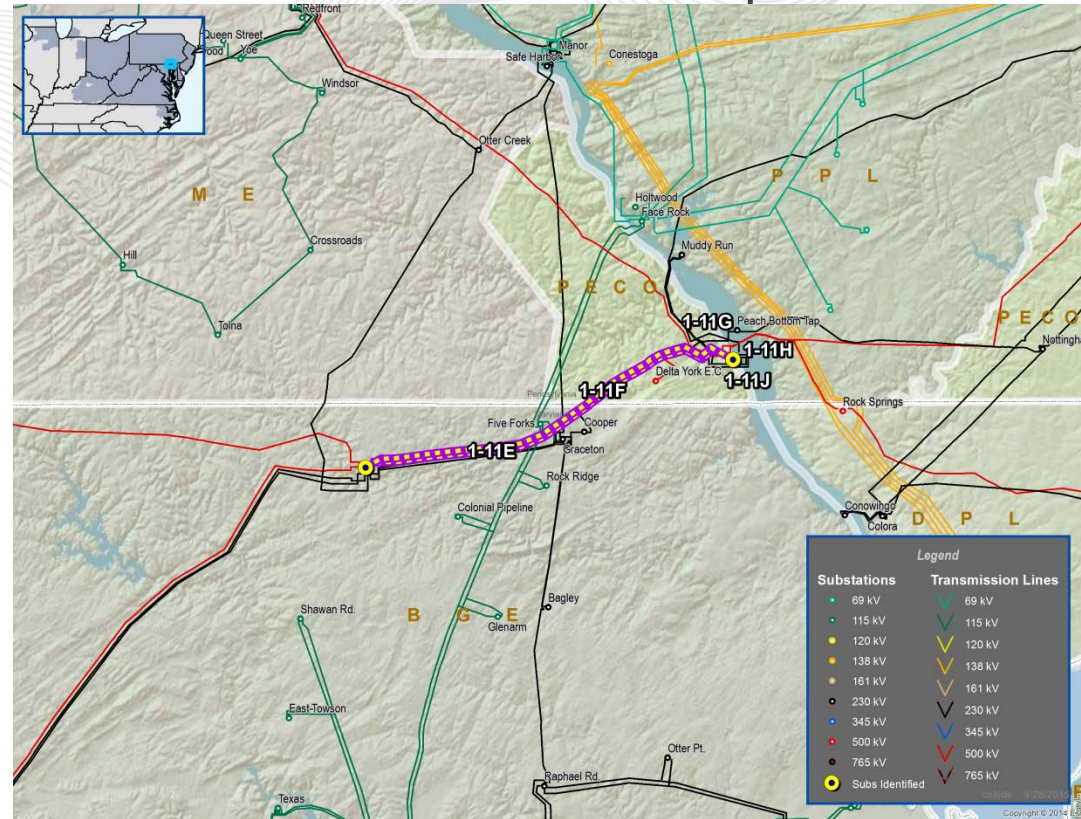 Redfront
Queen Street
Yoe
Manor
Safe Harbor
Conestoga
Windsor
Otter Creek
P P L
M E
Holtwood
Face Rock
Crossroads
Muddy Run
Hill
P E C O
P E C O
Tolna
1-11G
Peach Bottom Tap
Nottingh
1-11H
Delta York E.C.
1-11J
1-11F
Rock Springs
Five Forks
Cooper
Graceton
1-11E
Rock Ridge
Colonial Pipeline
Conowingo
Colora
D P L
B G E
Bagley
Glenarm
Shawan Rd.
East Towson
Otter Pt.
Raphael Rd.
Texas
Legend
Substations
Transmission Lines
69 kV
69 kV
115 kV
115 kV
120 kV
120 kV
138 kV
138 kV
161 kV
161 kV
230 kV
230 kV
345 kV
345 kV
500 kV
500 kV
765 kV
765 kV
Subs Identified
Copyright © 2014